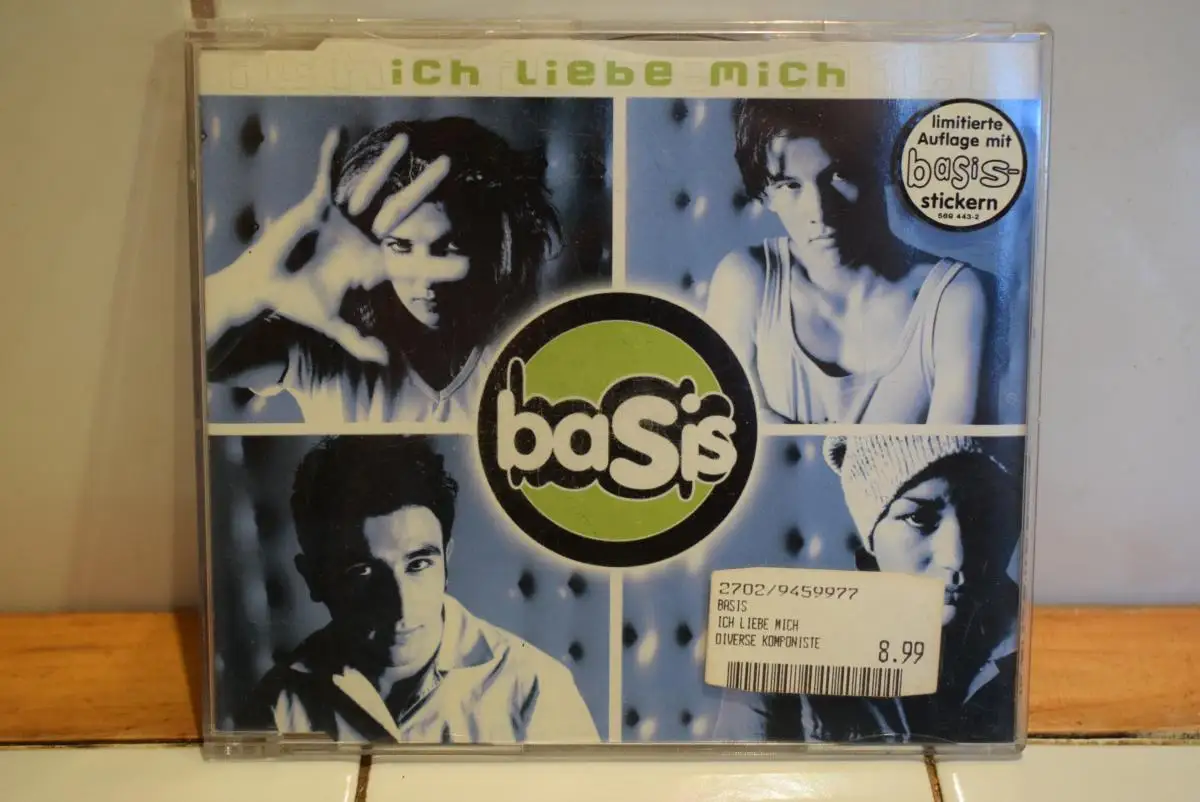 ich liebe mich
limitierte
Auflage mit
basis-
stickern
569 443-2
basis
2702/9459977
BASIS
ICH LIEBE MICH
DIVERSE KOMPONISTE
8.99